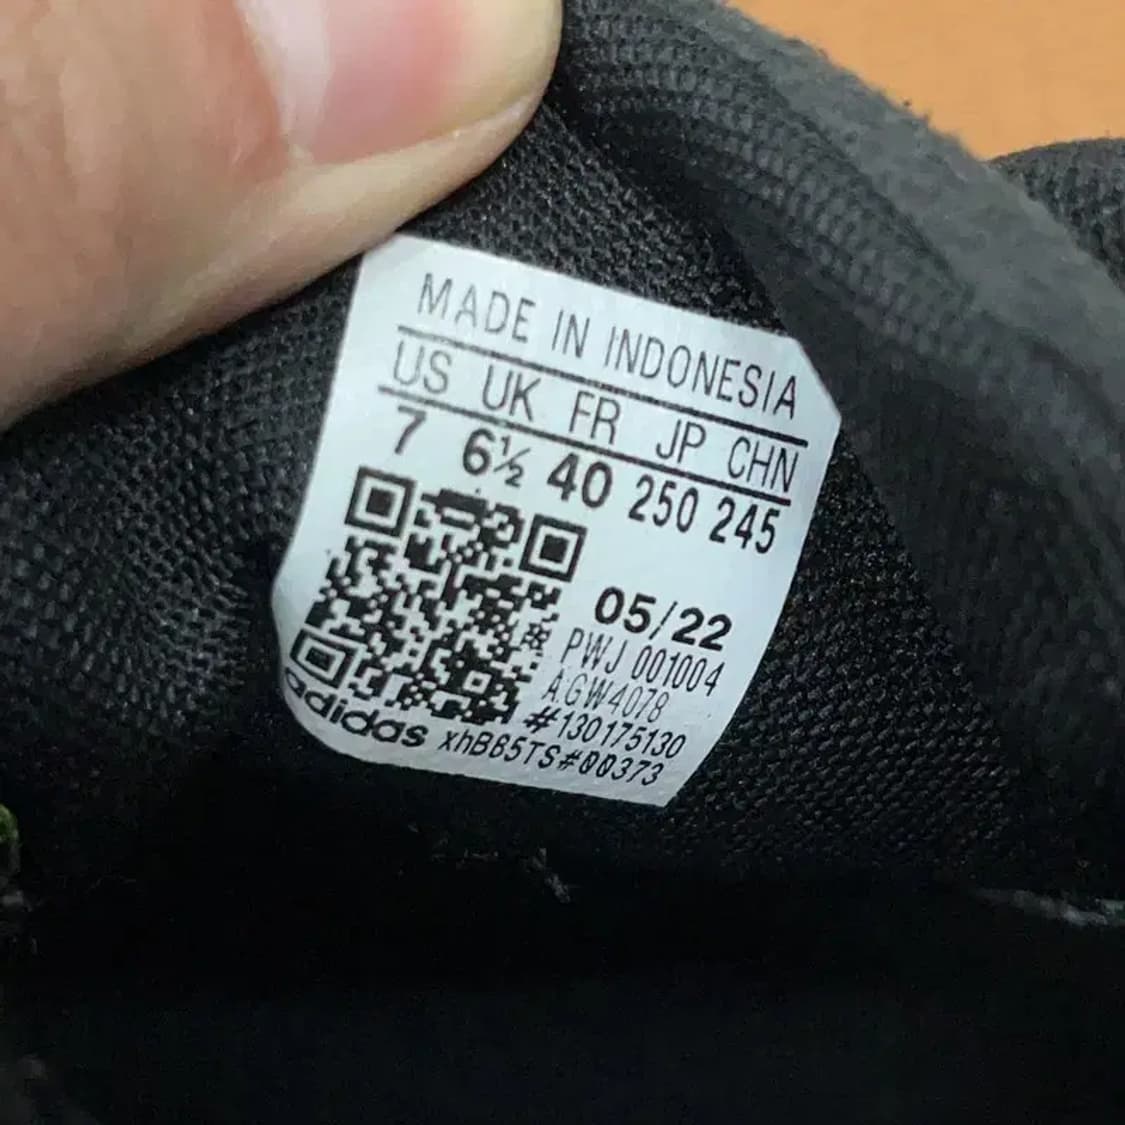 MADE IN INDONESIA
US UK FR JP CHN
7 6½ 40 250 245
05/22
PWJ 001004
AGW4078
#130175130
adidas xhBB5TS#00373